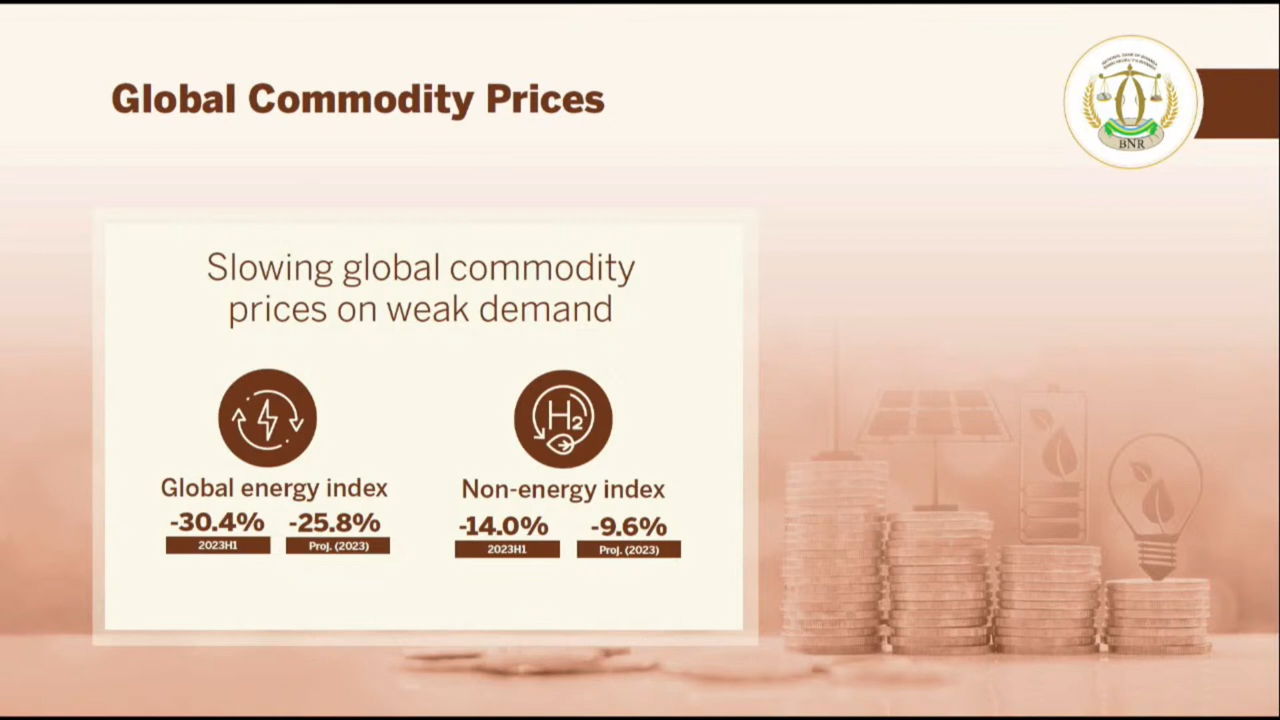 Global Commodity Prices
BNR
Slowing global commodity
prices on weak demand
H2
Global energy index
Non-energy index
-30.4% -25.8%
-14.0% -9.6%
2023H1 Proj. (2023)
2023H1 Proj. (2023)